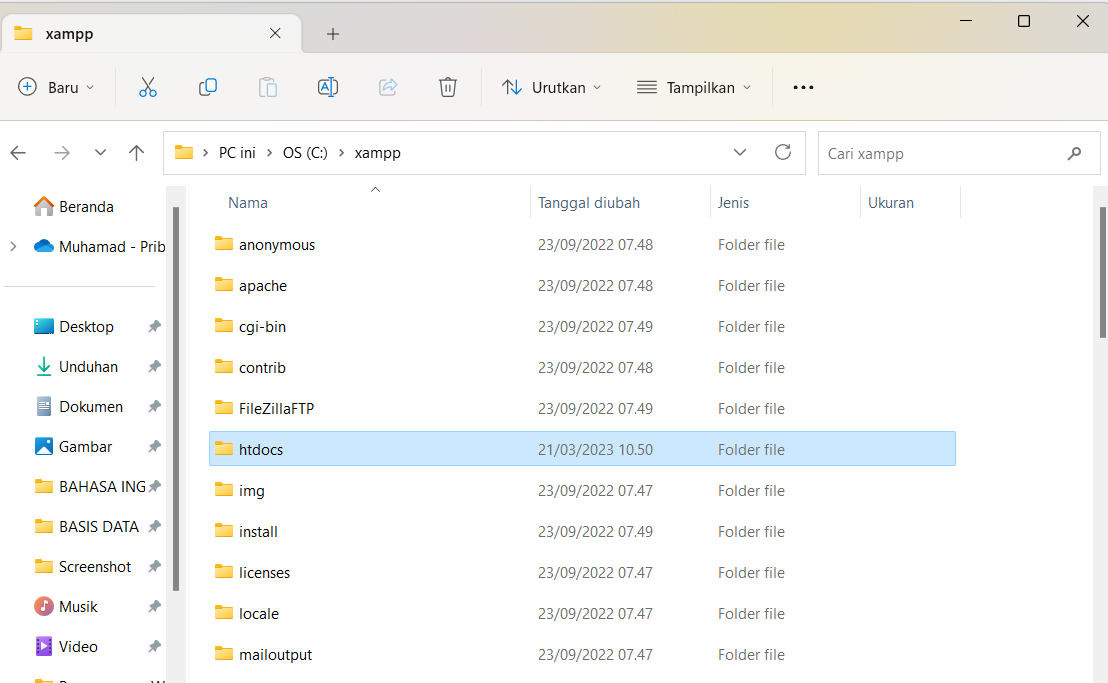 xampp
Baru
Urutkan
Tampilkan
PC ini > OS (C:) > xampp
Cari xampp
Nama Tanggal diubah Jenis Ukuran
Beranda
Muhamad - Prib
Desktop
Unduhan
Dokumen
Gambar
BAHASA ING
BASIS DATA
Screenshot
Musik
Video
anonymous 23/09/2022 07.48 Folder file
apache 23/09/2022 07.48 Folder file
cgi-bin 23/09/2022 07.49 Folder file
contrib 23/09/2022 07.48 Folder file
FileZillaFTP 23/09/2022 07.49 Folder file
htdocs 21/03/2023 10.50 Folder file
img 23/09/2022 07.47 Folder file
install 23/09/2022 07.49 Folder file
licenses 23/09/2022 07.47 Folder file
locale 23/09/2022 07.47 Folder file
mailoutput 23/09/2022 07.47 Folder file